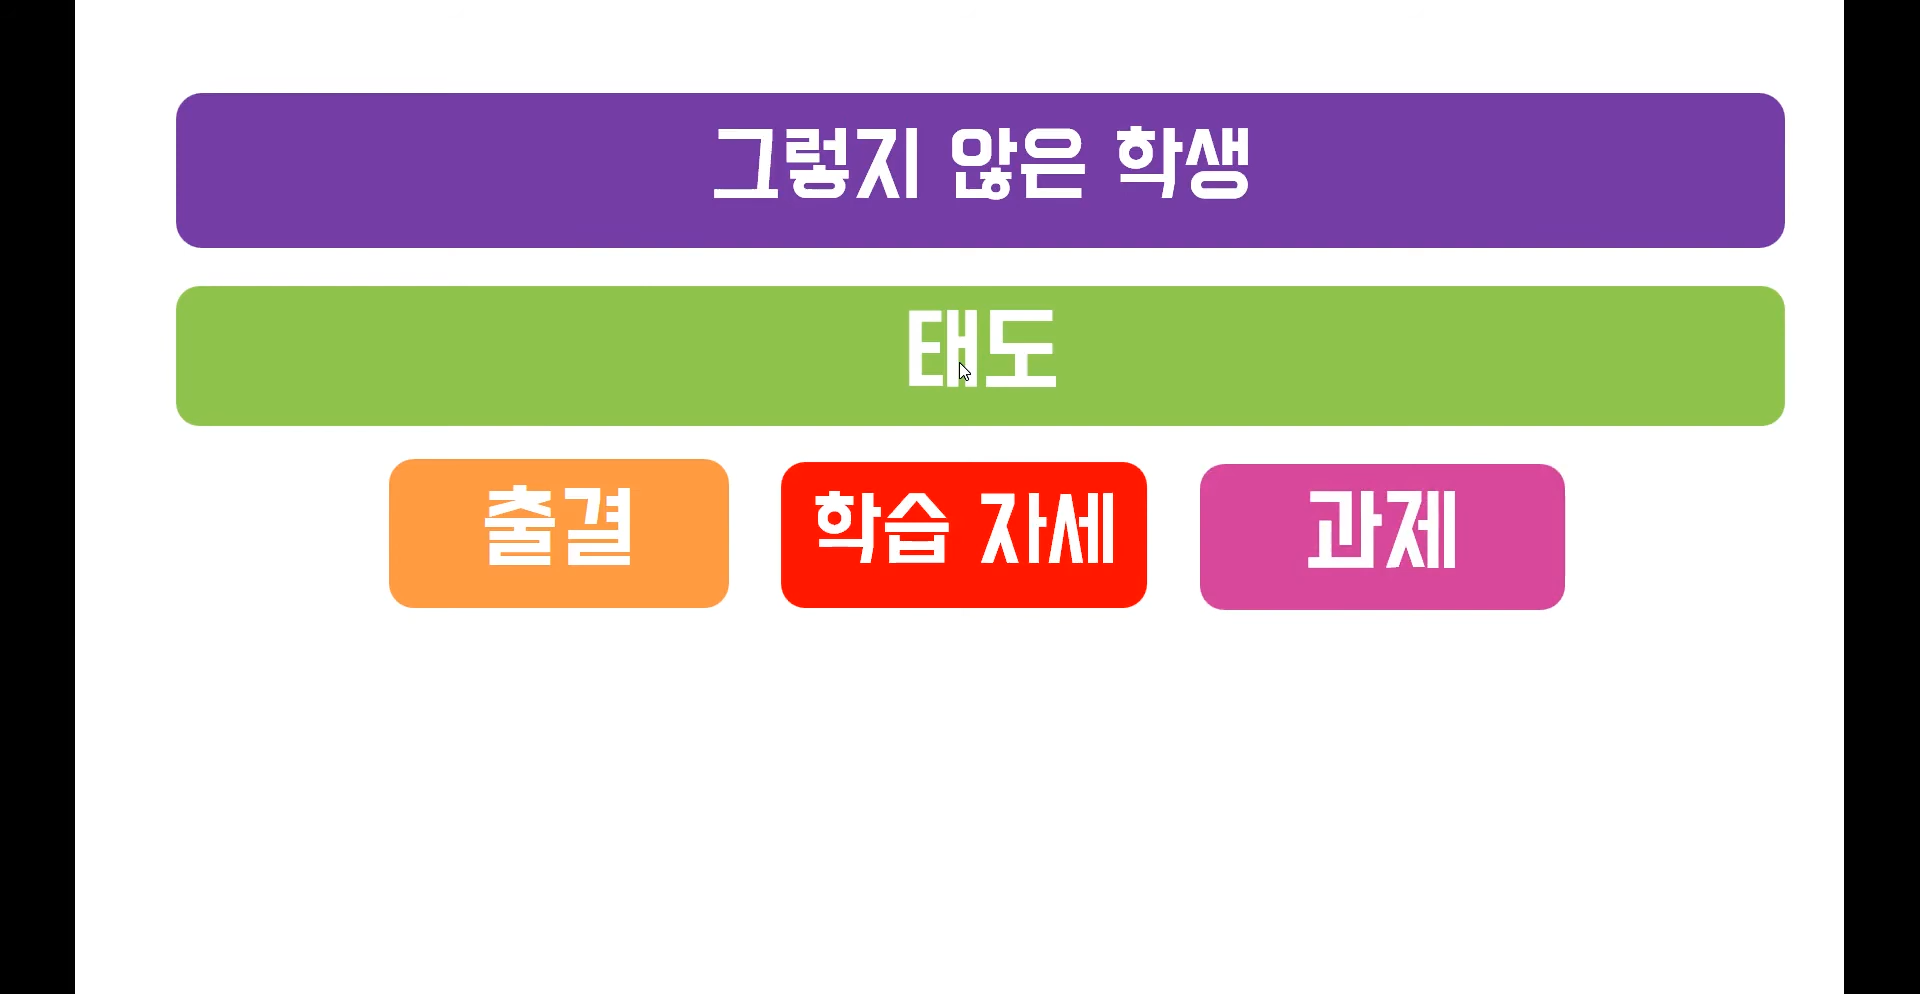 그렇지 않은 학생
태도
출결
학습 자세
과제